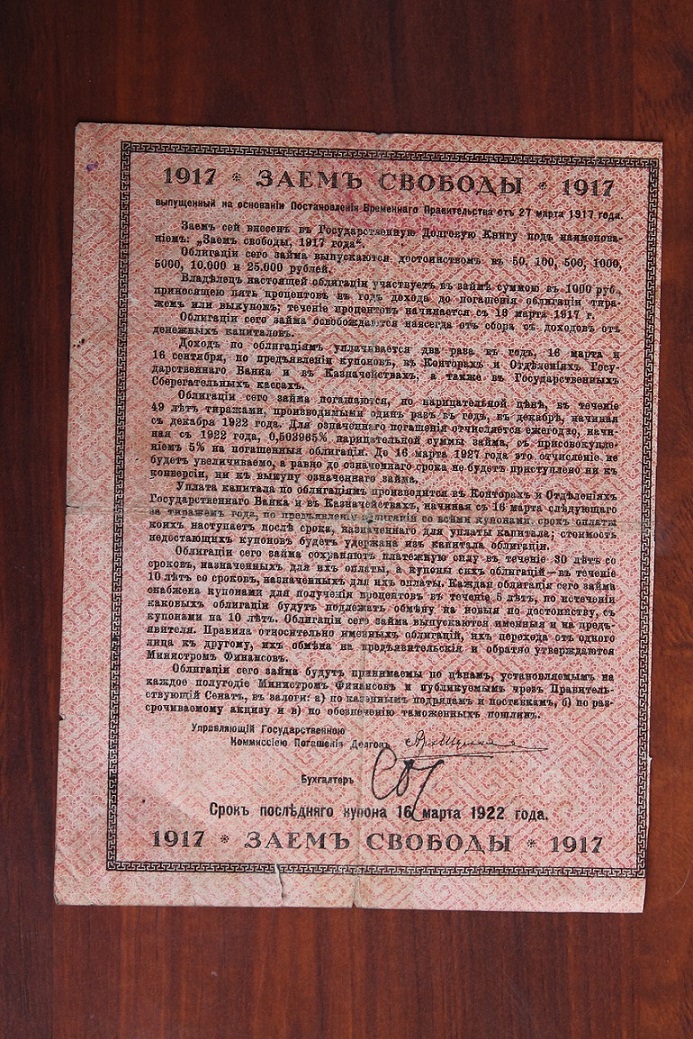 1917 * ЗАЕМЪ СВОБОДЫ * 1917
выпущенный на основаніи Постановленія Временнаго Правительства отъ 27 марта 1917 года.
Заемъ сей внесенъ въ Государственную Долговую Книгу подъ наименова-
ніемъ: „Заемъ свободы, 1917 года“.
Облигаціи сего займа выпускаются достоинствомъ въ 50, 100, 500, 1000,
5000, 10.000 и 25.000 рублей.
Владѣлецъ настоящей облигаціи участвуетъ въ займѣ суммою въ 1000 руб.,
приносящею пять процентовъ въ годъ дохода до погашенія облигаціи тира-
жемъ или выкупомъ; теченіе процентовъ начинается съ 16 марта 1917 г.
Облигаціи сего займа освобождаются навсегда отъ сбора съ доходовъ отъ
денежныхъ капиталовъ.
Доходъ по облигаціямъ уплачивается два раза въ годъ, 16 марта и
16 сентября, по предъявленіи купоновъ, въ Конторахъ и Отдѣленіяхъ Госу-
дарственнаго Банка и въ Казначействахъ, а также въ Государственныхъ
Сберегательныхъ кассахъ.
Облигаціи сего займа погашаются, по нарицательной цѣнѣ, въ теченіе
49 лѣтъ тиражами, производимыми одинъ разъ въ годъ, въ декабрѣ, начиная
съ декабря 1922 года. Для означеннаго погашенія отчисляется ежегодно, начи-
ная съ 1922 года, 0,503965% нарицательной суммы займа, съ присовокупле-
ніемъ 5% на погашенныя облигаціи. До 16 марта 1927 года это отчисленіе не
будетъ увеличиваемо, а равно до означеннаго срока не будетъ приступлено ни къ
конверсіи, ни къ выкупу означеннаго займа.
Уплата капитала по облигаціямъ производится въ Конторахъ и Отдѣленіяхъ
Государственнаго Банка и въ Казначействахъ, начиная съ 16 марта слѣдующаго
за тиражемъ года, по предъявленіи облигаціи со всѣми купонами, срокъ оплаты
коихъ наступаетъ послѣ срока, назначеннаго для уплаты капитала; стоимость
недостающихъ купоновъ будетъ удержана изъ капитала облигаціи.
Облигаціи сего займа сохраняютъ платежную силу въ теченіе 30 лѣтъ со
сроковъ, назначенныхъ для ихъ оплаты, а купоны сихъ облигацій—въ теченіе
10 лѣтъ со сроковъ, назначенныхъ для ихъ оплаты. Каждая облигація сего займа
снабжена купонами для полученія процентовъ въ теченіе 5 лѣтъ, по истеченіи
каковыхъ облигаціи будутъ подлежать обмѣну на новыя по достоинству, съ
купонами на 10 лѣтъ. Облигаціи сего займа выпускаются именныя и на предъ-
явителя. Правила относительно именныхъ облигацій, ихъ перехода отъ одного
лица къ другому, ихъ обмѣна на предъявительскія и обратно утверждаются
Министромъ Финансовъ.
Облигаціи сего займа будутъ принимаемы по цѣнамъ, установляемымъ на
каждое полугодіе Министромъ Финансовъ и публикуемымъ чрезъ Правитель-
ствующій Сенатъ, въ залоги: а) по казеннымъ подрядамъ и поставкамъ, б) по раз-
срочиваемому акцизу и в) по обезпеченію таможенныхъ пошлинъ.
Управляющій Государственною
Комиссіею Погашенія Долговъ
Бухгалтеръ
Срокъ послѣдняго купона 16 марта 1922 года.
1917 * ЗАЕМЪ СВОБОДЫ * 1917